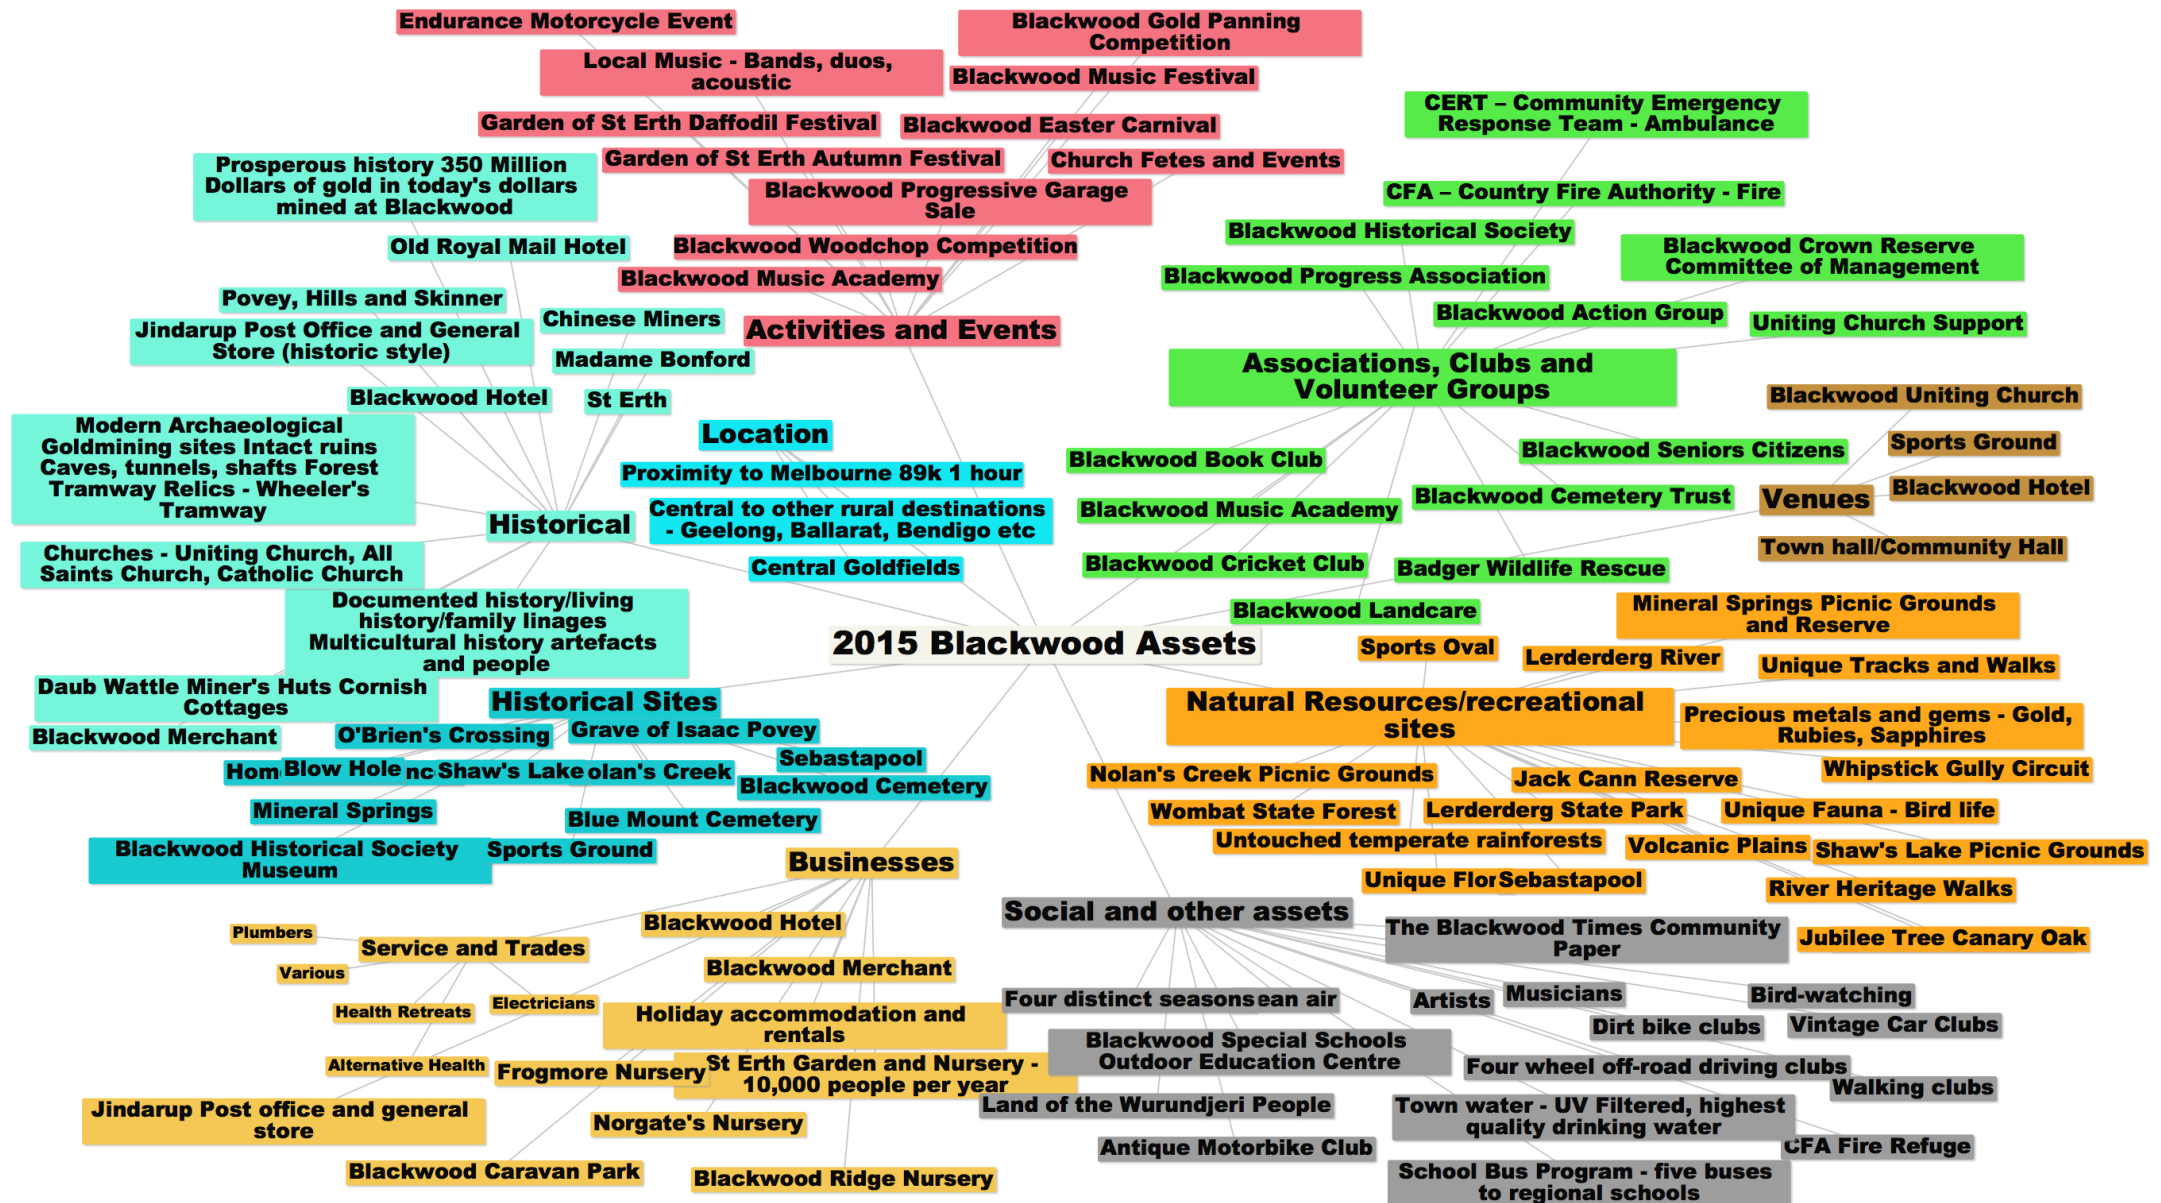 Endurance Motorcycle Event
Blackwood Gold Panning
Competition
Local Music - Bands, duos,
acoustic
Blackwood Music Festival
Garden of St Erth Daffodil Festival
Blackwood Easter Carnival
Garden of St Erth Autumn Festival
Church Fetes and Events
Blackwood Progressive Garage
Sale
Blackwood Woodchop Competition
Blackwood Music Academy
Activities and Events
Prosperous history 350 Million
Dollars of gold in today's dollars
mined at Blackwood
Old Royal Mail Hotel
Povey, Hills and Skinner
Jindarup Post Office and General
Store (historic style)
Chinese Miners
Madame Bonford
Blackwood Hotel
St Erth
Modern Archaeological
Goldmining sites Intact ruins
Caves, tunnels, shafts Forest
Tramway Relics - Wheeler's
Tramway
Historical
Churches - Uniting Church, All
Saints Church, Catholic Church
Documented history/living
history/family linages
Multicultural history artefacts
and people
Daub Wattle Miner's Huts Cornish
Cottages
Blackwood Merchant
Location
Proximity to Melbourne 89k 1 hour
Central to other rural destinations
- Geelong, Ballarat, Bendigo etc
Central Goldfields
CERT – Community Emergency
Response Team - Ambulance
CFA – Country Fire Authority - Fire
Blackwood Historical Society
Blackwood Crown Reserve
Committee of Management
Blackwood Progress Association
Blackwood Action Group
Uniting Church Support
Associations, Clubs and
Volunteer Groups
Blackwood Book Club
Blackwood Seniors Citizens
Blackwood Music Academy
Blackwood Cemetery Trust
Blackwood Cricket Club
Badger Wildlife Rescue
Blackwood Landcare
Blackwood Uniting Church
Sports Ground
Blackwood Hotel
Venues
Town hall/Community Hall
2015 Blackwood Assets
Historical Sites
O'Brien's Crossing
Grave of Isaac Povey
Sebastapool
Blow Hole
Shaw's Lake
Creek
Blackwood Cemetery
Mineral Springs
Blue Mount Cemetery
Blackwood Historical Society
Museum
Sports Ground
Mineral Springs Picnic Grounds
and Reserve
Sports Oval
Lerderderg River
Unique Tracks and Walks
Natural Resources/recreational
sites
Precious metals and gems - Gold,
Rubies, Sapphires
Nolan's Creek Picnic Grounds
Jack Cann Reserve
Whipstick Gully Circuit
Wombat State Forest
Lerderderg State Park
Unique Fauna - Bird life
Untouched temperate rainforests
Volcanic Plains
Shaw's Lake Picnic Grounds
Unique
Sebastapool
River Heritage Walks
Jubilee Tree Canary Oak
Businesses
Blackwood Hotel
Plumbers
Service and Trades
Various
Blackwood Merchant
Health Retreats
Electricians
Holiday accommodation and
rentals
Alternative Health
Frogmore Nursery
St Erth Garden and Nursery -
10,000 people per year
Jindarup Post office and general
store
Norgate's Nursery
Blackwood Caravan Park
Blackwood Ridge Nursery
Social and other assets
The Blackwood Times Community
Paper
Four distinct seasons
air
Artists
Musicians
Bird-watching
Dirt bike clubs
Vintage Car Clubs
Blackwood Special Schools
Outdoor Education Centre
Four wheel off-road driving clubs
Walking clubs
Land of the Wurundjeri People
Town water - UV Filtered, highest
quality drinking water
Antique Motorbike Club
CFA Fire Refuge
School Bus Program - five buses
to regional schools